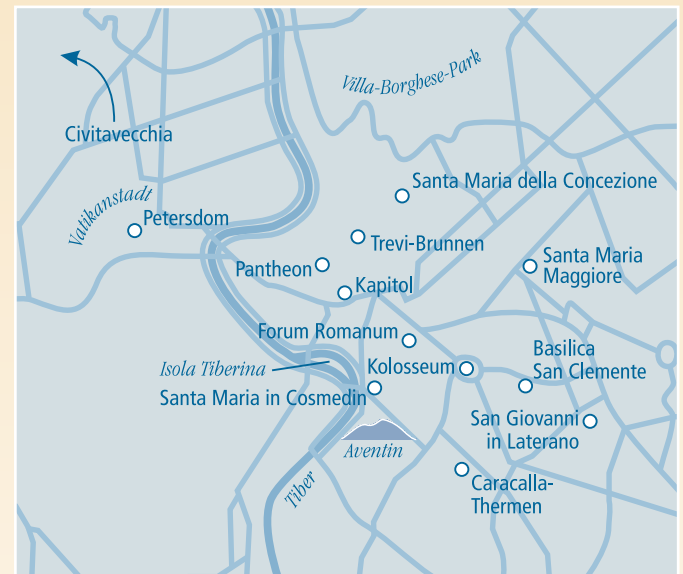 Villa-Borghese-Park
Civitavecchia
Santa Maria della Concezione
Vatikanstadt
Petersdom
Trevi-Brunnen
Pantheon
Santa Maria
Maggiore
Kapitol
Forum Romanum
Basilica
San Clemente
Isola Tiberina
Kolosseum
Santa Maria in Cosmedin
San Giovanni
in Laterano
Aventin
Tiber
Caracalla-
Thermen